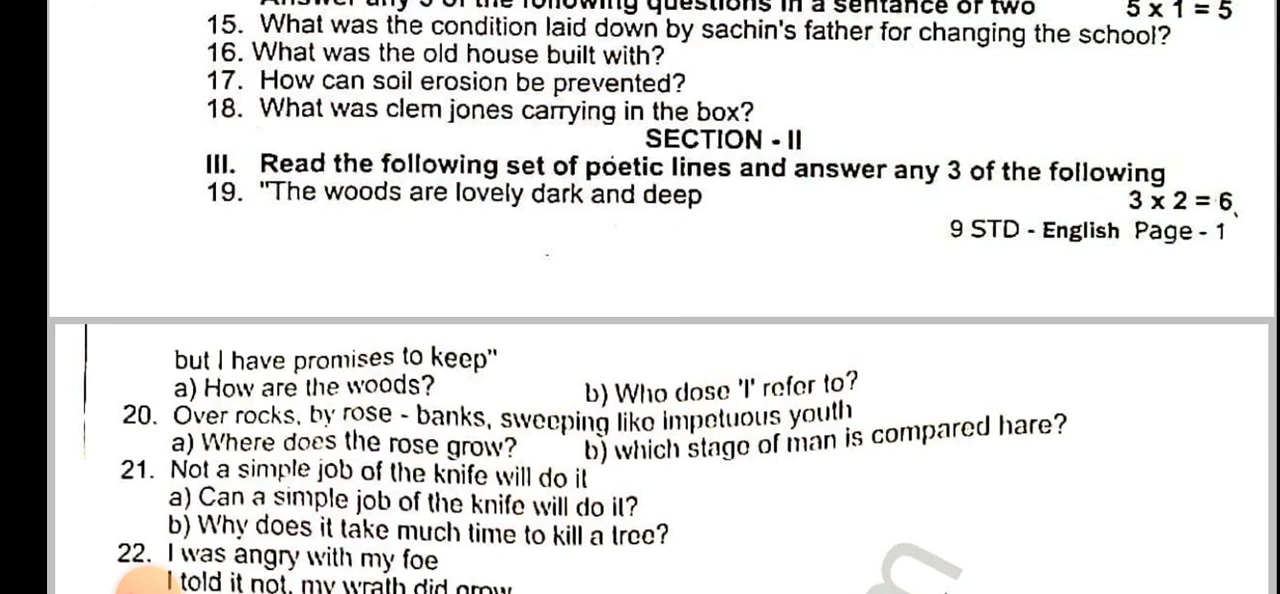 Answer any 5 of the following questions in a sentance or two 5 x 1 = 5
15. What was the condition laid down by sachin's father for changing the school?
16. What was the old house built with?
17. How can soil erosion be prevented?
18. What was clem jones carrying in the box?
SECTION - II
III. Read the following set of poetic lines and answer any 3 of the following
19. "The woods are lovely dark and deep 3 x 2 = 6
9 STD - English Page - 1
but I have promises to keep"
a) How are the woods? b) Who dose 'I' refer to?
20. Over rocks, by rose - banks, sweeping like impetuous youth
a) Where does the rose grow? b) which stage of man is compared hare?
21. Not a simple job of the knife will do it
a) Can a simple job of the knife will do it?
b) Why does it take much time to kill a tree?
22. I was angry with my foe
I told it not, my wrath did grow